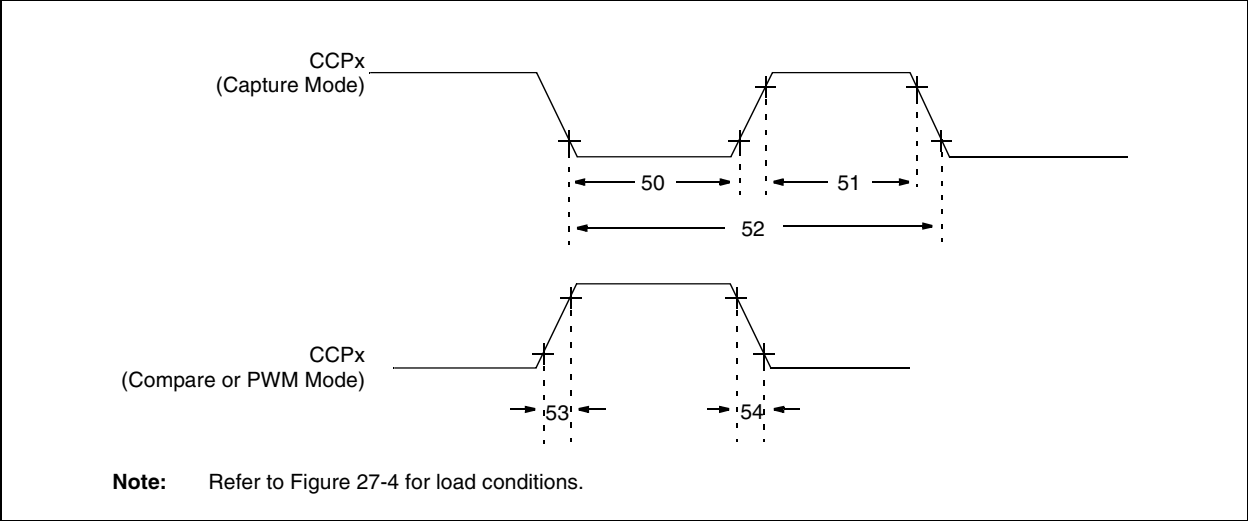 CCPx
(Capture Mode)
50
51
52
CCPx
(Compare or PWM Mode)
53
54
Note: Refer to Figure 27-4 for load conditions.